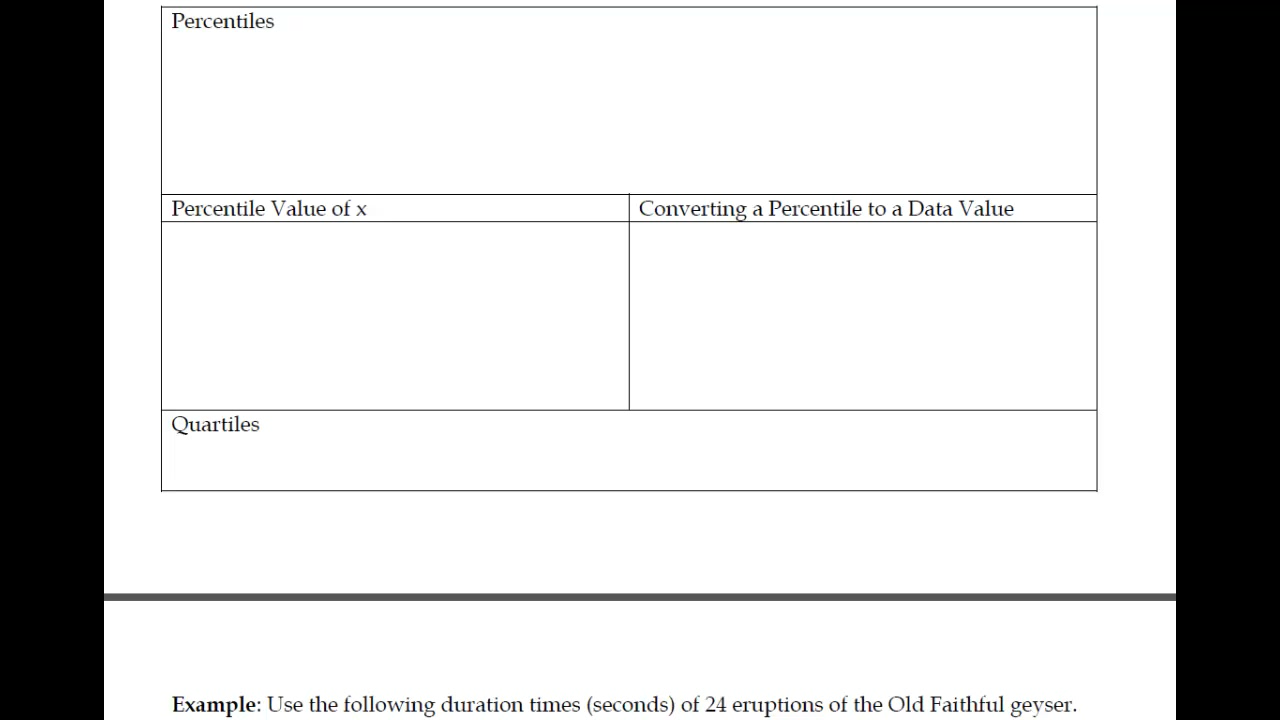 Percentiles
Percentile Value of x
Converting a Percentile to a Data Value
Quartiles
Example: Use the following duration times (seconds) of 24 eruptions of the Old Faithful geyser.